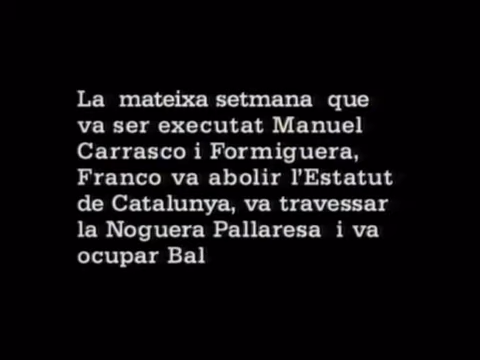 La mateixa setmana que
va ser executat Manuel
Carrasco i Formiguera,
Franco va abolir l'Estatut
de Catalunya, va travessar
la Noguera Pallaresa i va
ocupar Bal